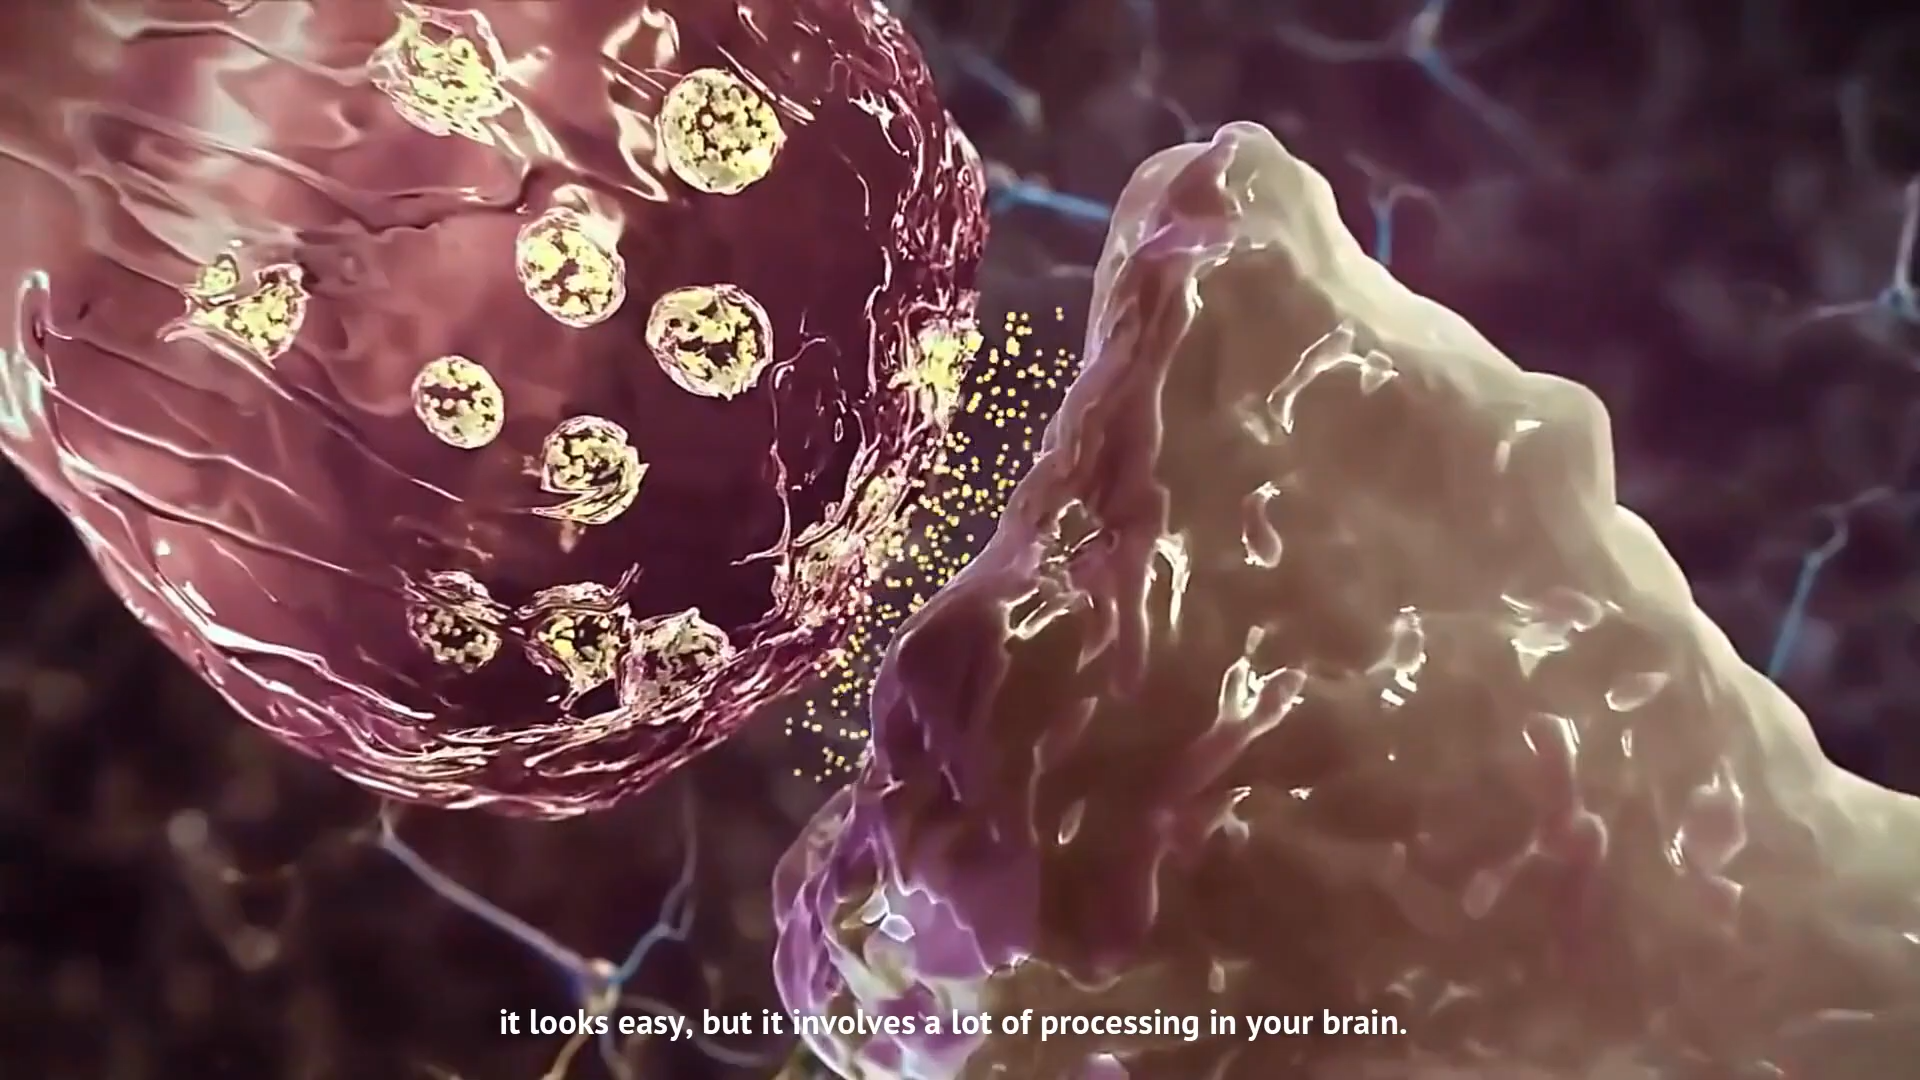 it looks easy, but it involves a lot of processing in your brain.